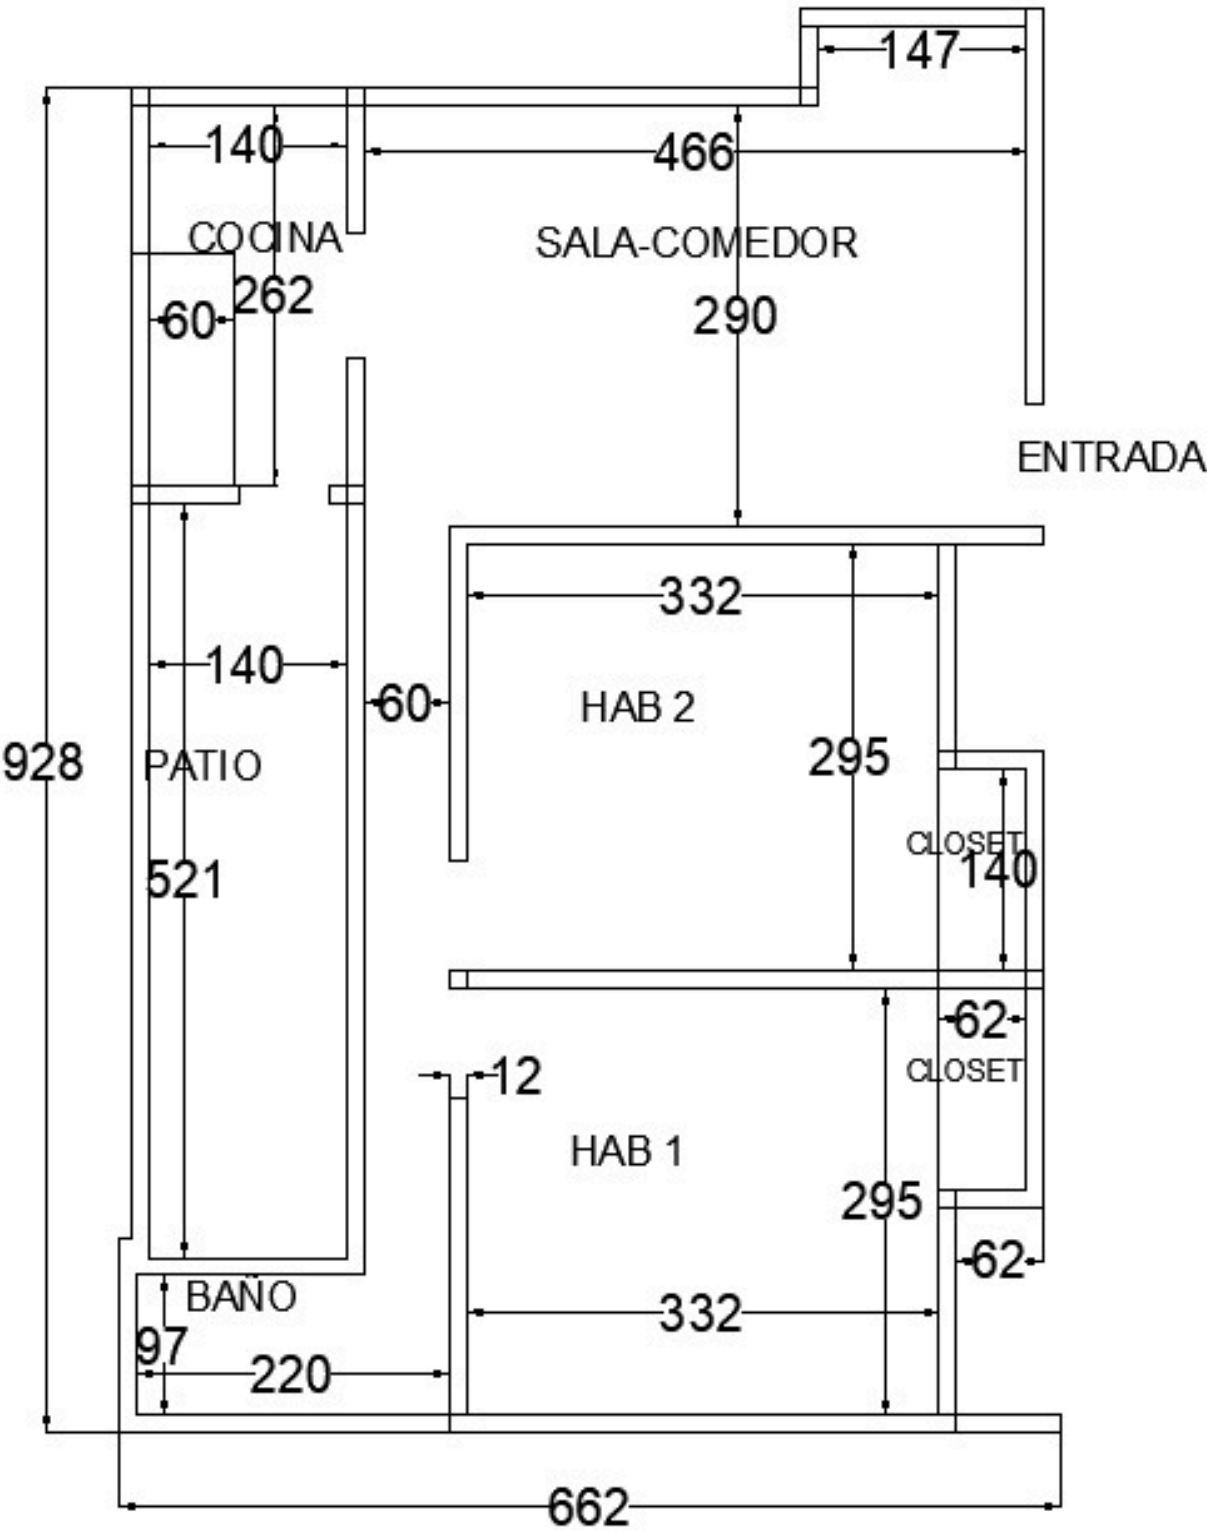 147
140
466
COCINA
SALA-COMEDOR
262
60
290
ENTRADA
332
140
60
HAB 2
295
928
PATIO
CLOSET
140
521
62
CLOSET
12
HAB 1
295
62
BAÑO
332
97
220
662